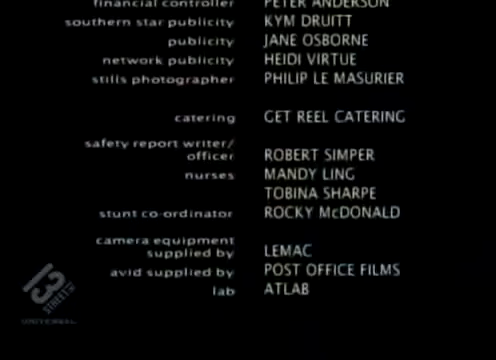 financial controller PETER ANDERSON
southern star publicity KYM DRUITT
publicity JANE OSBORNE
network publicity HEIDI VIRTUE
stills photographer PHILIP LE MASURIER
catering GET REEL CATERING
safety report writer/
officer ROBERT SIMPER
nurses MANDY LING
TOBINA SHARPE
stunt co-ordinator ROCKY McDONALD
camera equipment
supplied by LEMAC
avid supplied by POST OFFICE FILMS
lab ATLAB
13
STREET
UNIVERSAL